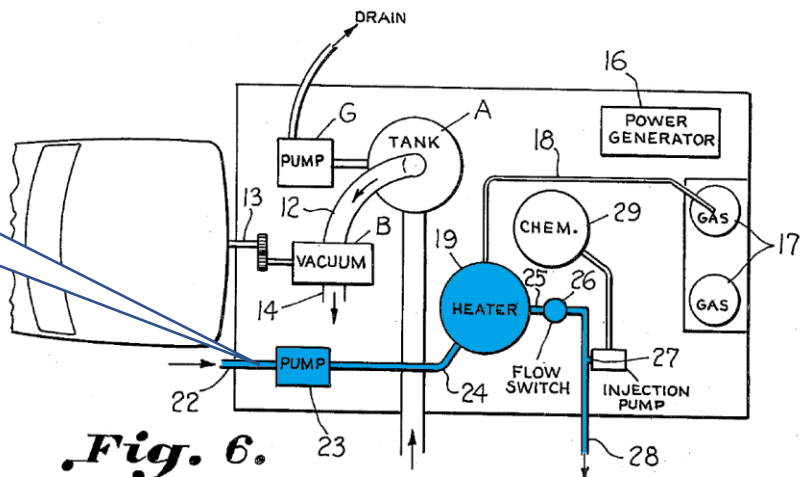 DRAIN
16
G
A
POWER
GENERATOR
TANK
PUMP
18
13
12
29
CHEM.
GAS
17
B
19
VACUUM
25
26
HEATER
GAS
14
PUMP
27
FLOW
SWITCH
INJECTION
PUMP
22
24
23
28
Fig. 6.